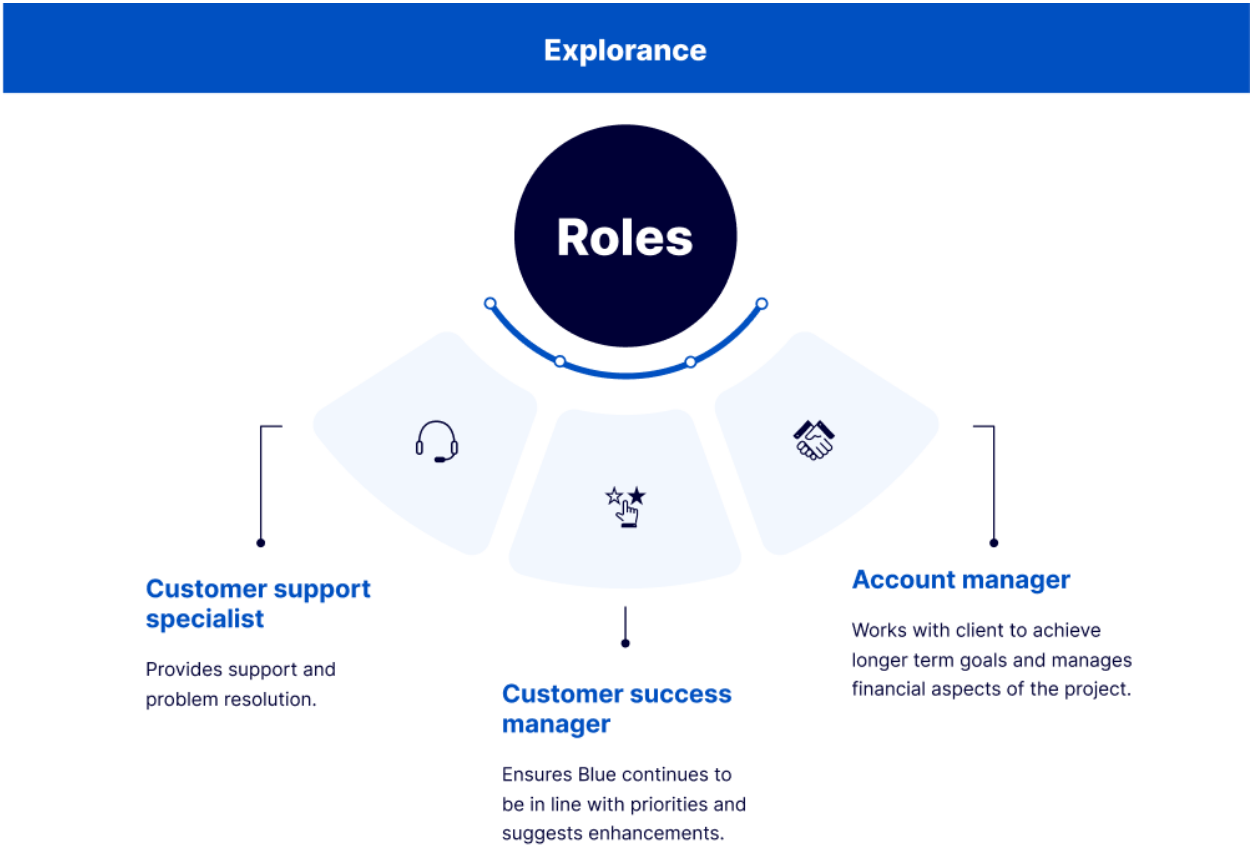 Explorance
Roles
Customer support
specialist
Provides support and
problem resolution.
Customer success
manager
Ensures Blue continues to
be in line with priorities and
suggests enhancements.
Account manager
Works with client to achieve
longer term goals and manages
financial aspects of the project.